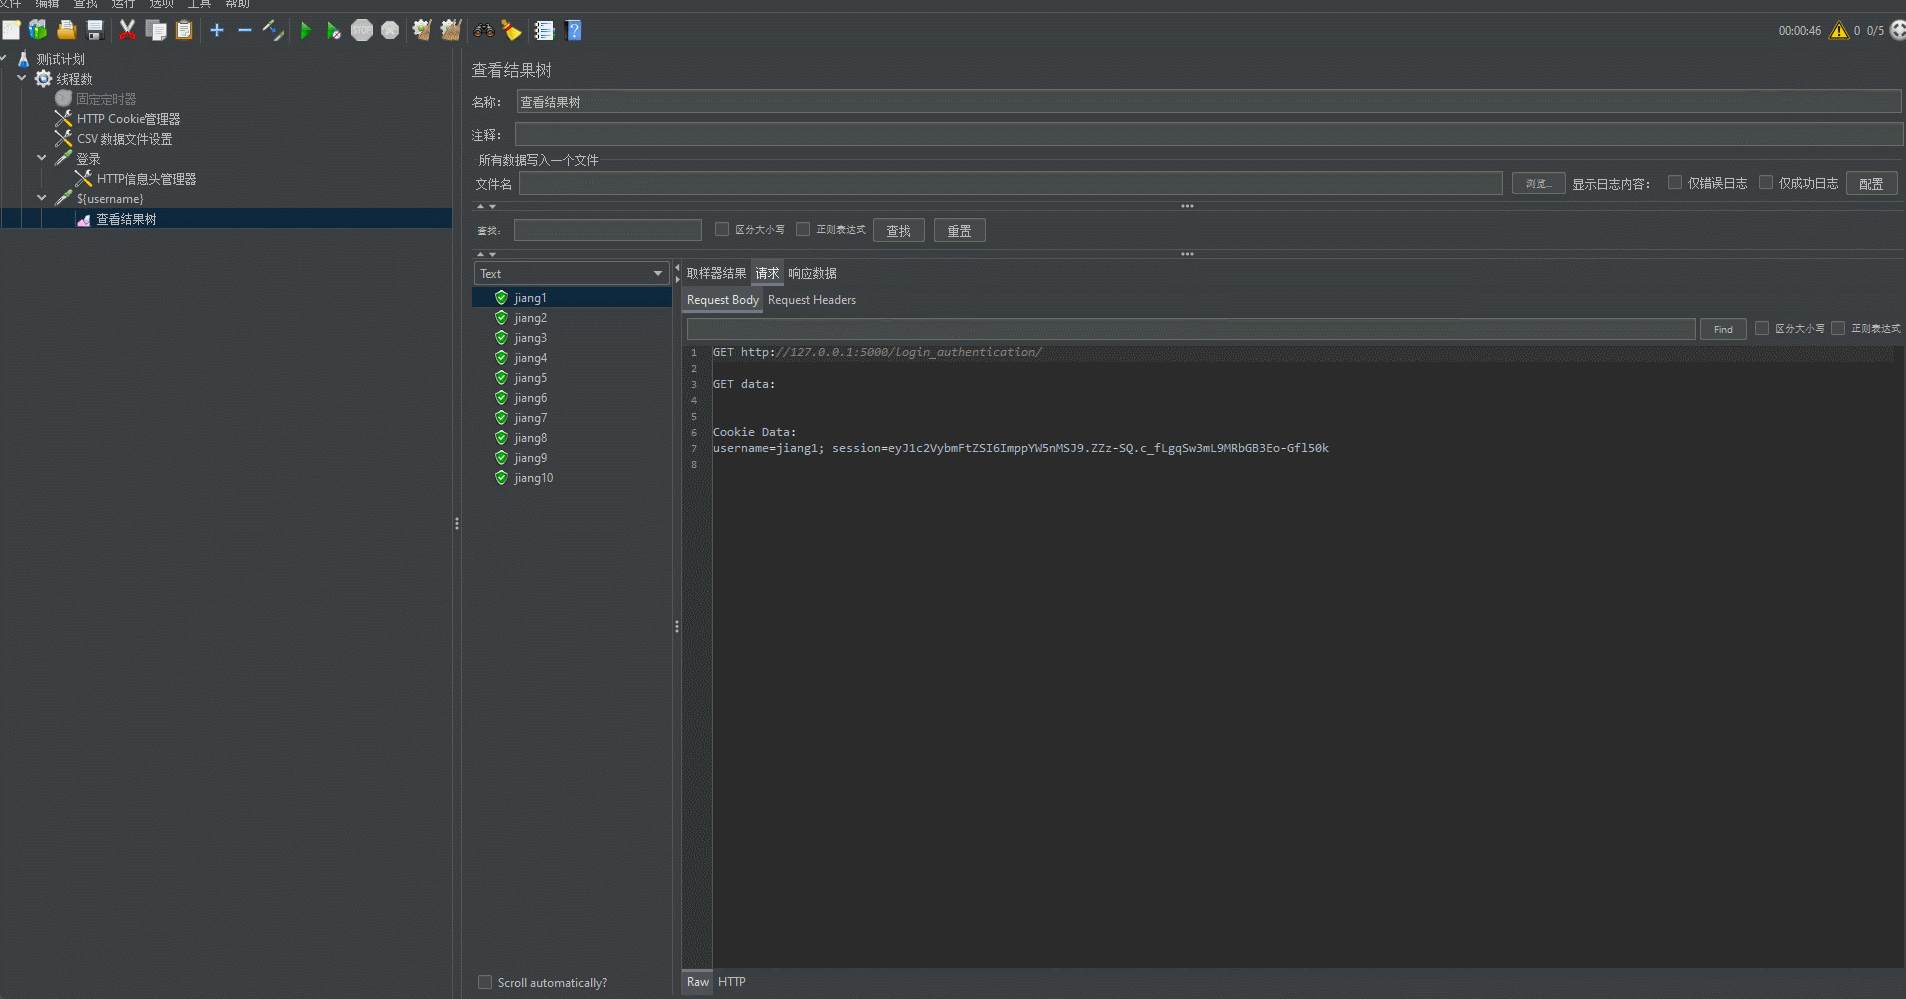 文件 编辑 查找 运行 选项 工具 帮助
00:00:46 0 0/5
测试计划
线程数
固定定时器
HTTP Cookie管理器
CSV 数据文件设置
登录
HTTP信息头管理器
${username}
查看结果树
查看结果树
名称： 查看结果树
注释：
所有数据写入一个文件
文件名 浏览... 显示日志内容： 仅错误日志 仅成功日志 配置
查找： 区分大小写 正则表达式 查找 重置
Text
取样器结果 请求 响应数据
jiang1
jiang2
jiang3
jiang4
jiang5
jiang6
jiang7
jiang8
jiang9
jiang10
Scroll automatically?
Request Body Request Headers
Find 区分大小写 正则表达式
1 GET http://127.0.0.1:5000/login_authentication/
2
3 GET data:
4
5
6 Cookie Data:
7 username=jiang1; session=eyJ1c2VybmFtZSI6ImppYW5nMSJ9.ZZz-SQ.c_fLgqSw3mL9MRbGB3Eo-Gfl50k
8
Raw HTTP